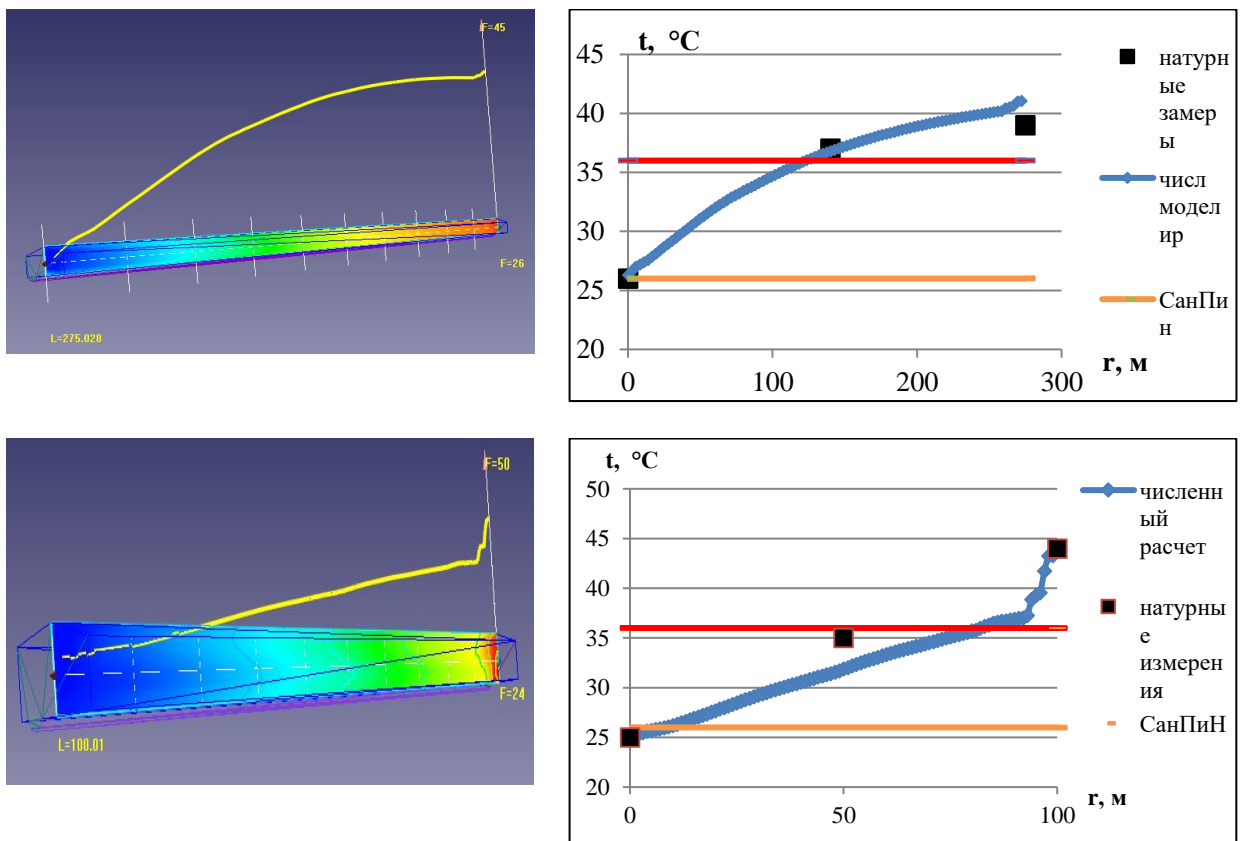 F=45
F=26
L=275.028
t, °C
45
40
35
30
25
20
0
100
200
300
r, м
натурн
ые
замер
ы
числ
модел
ир
СанПи
н
F=50
F=24
L=100.01
t, °C
50
45
40
35
30
25
20
0
50
100
r, м
численн
ый
расчет
натурны
е
измерен
ия
СанПиН